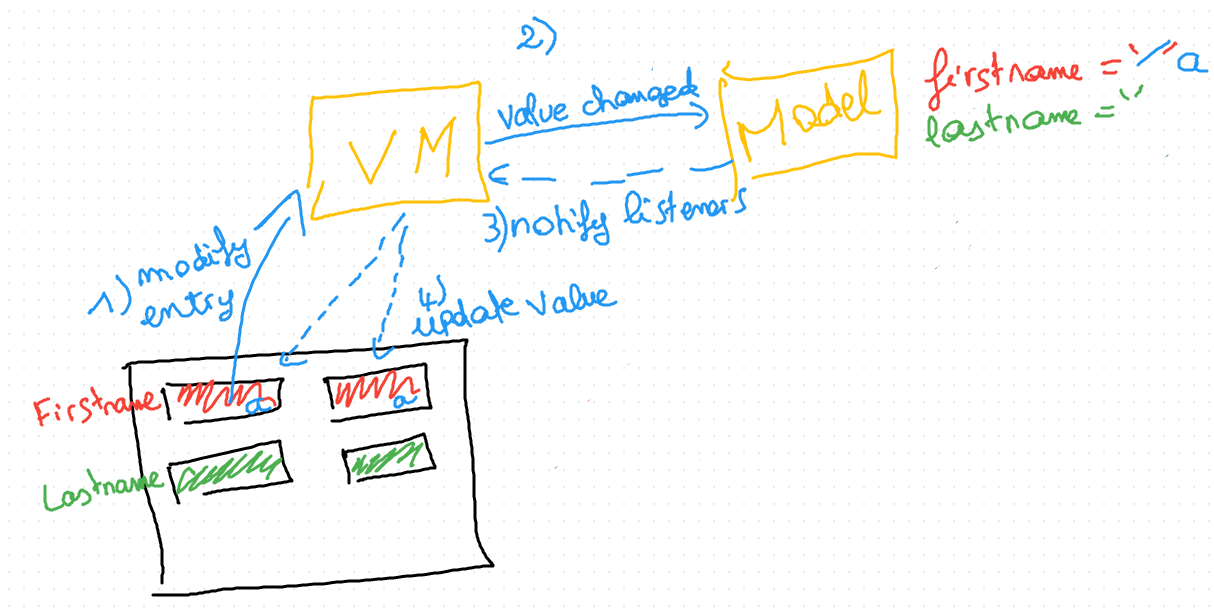 2)
firstname = "" a
value changed
Model
VM
lastname = "
3) notify listeners
1) modify
entry
4)
update value
Firstname
a
a
Lastname